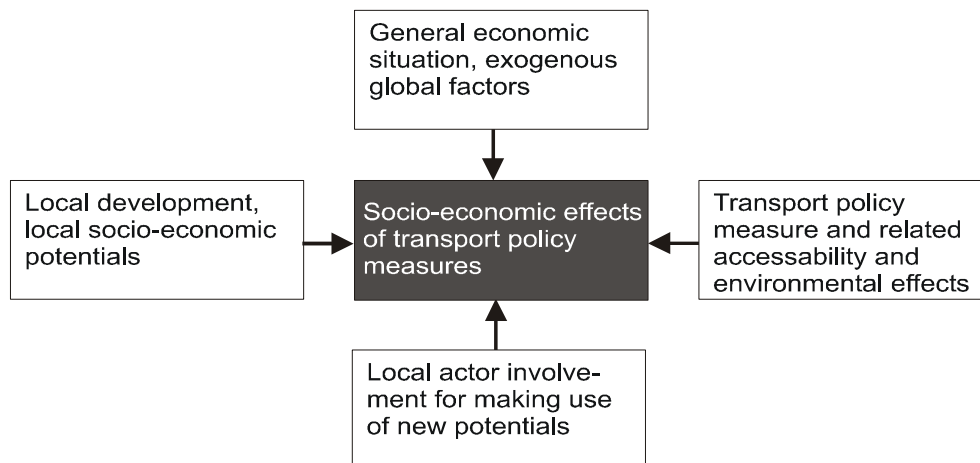 General economic
situation, exogenous
global factors
Local development,
local socio-economic
potentials
Socio-economic effects
of transport policy
measures
Transport policy
measure and related
accessability and
environmental effects
Local actor involve-
ment for making use
of new potentials